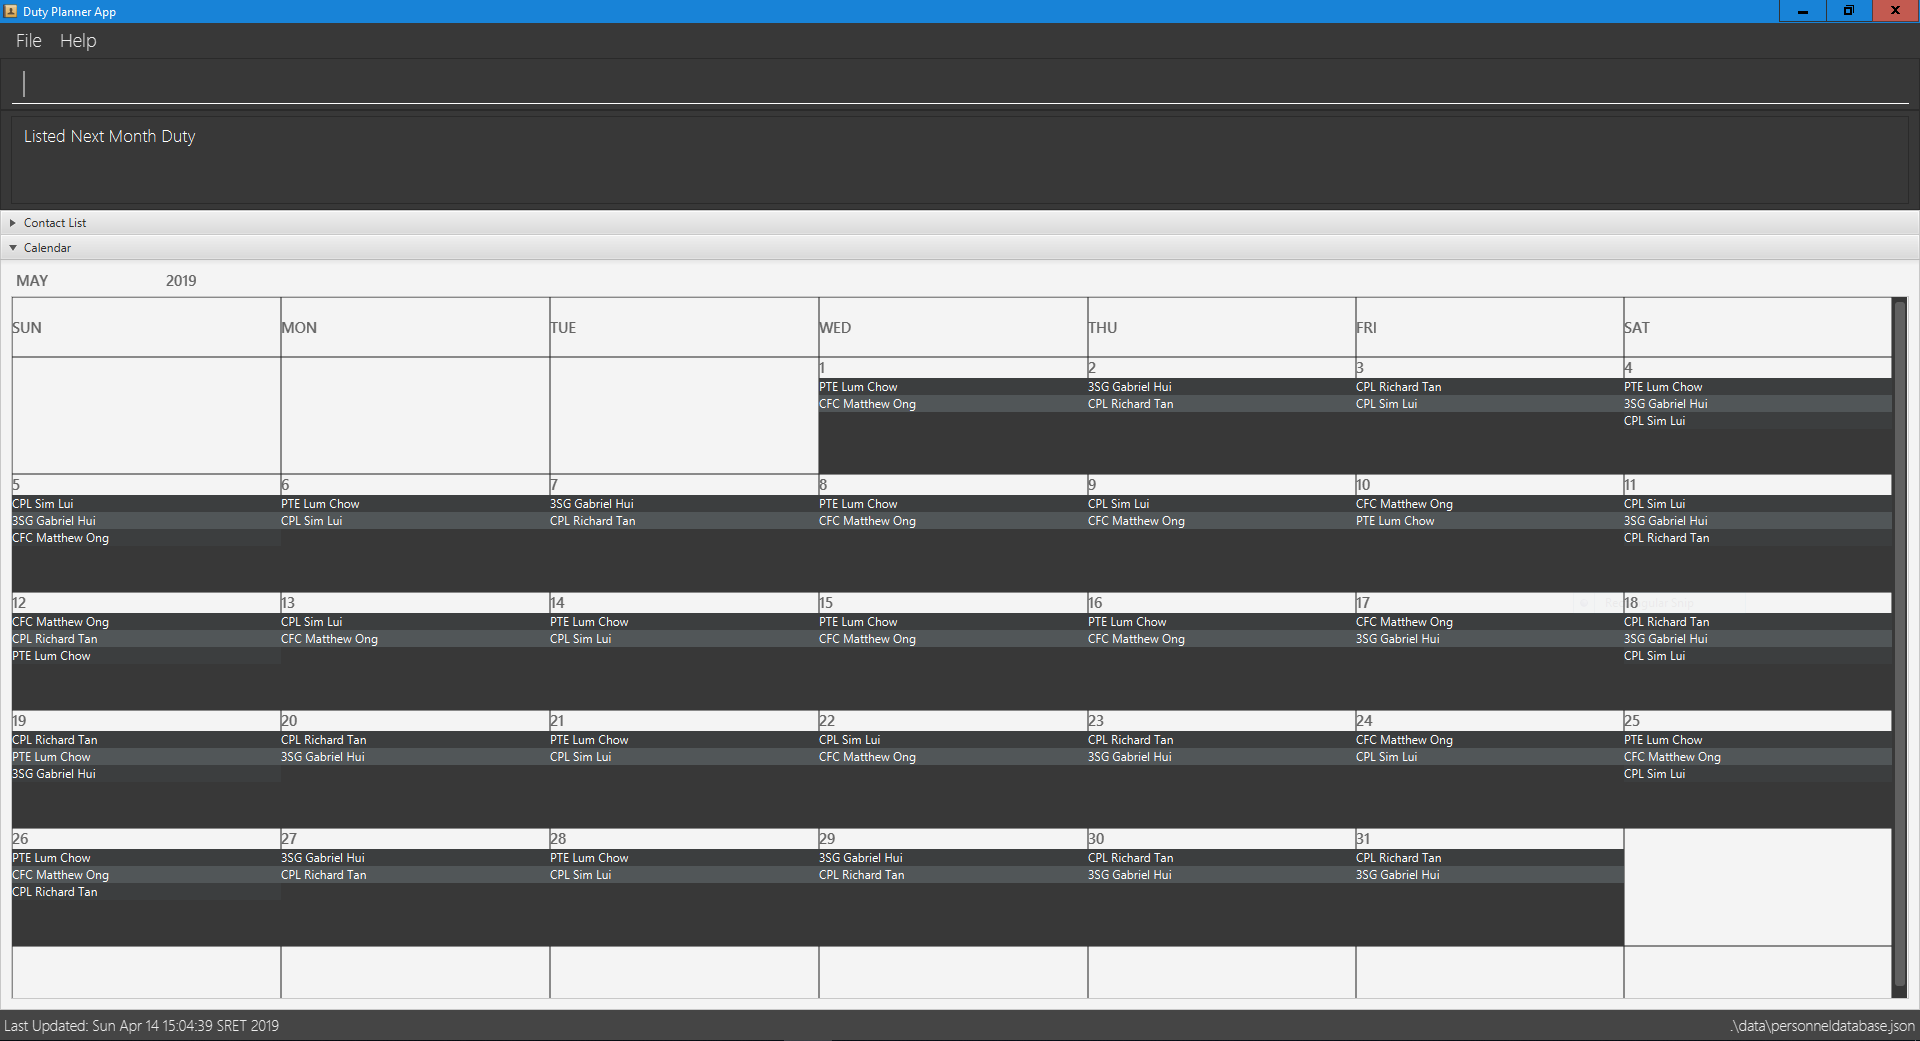 Duty Planner App
File Help
Listed Next Month Duty
Contact List
Calendar
MAY 2019
SUN MON TUE WED THU FRI SAT
1 2 3 4
PTE Lum Chow 3SG Gabriel Hui CPL Richard Tan PTE Lum Chow
CFC Matthew Ong CPL Richard Tan CPL Sim Lui 3SG Gabriel Hui
CPL Sim Lui
5 6 7 8 9 10 11
CPL Sim Lui PTE Lum Chow 3SG Gabriel Hui PTE Lum Chow CPL Sim Lui CFC Matthew Ong CPL Sim Lui
3SG Gabriel Hui CPL Sim Lui CPL Richard Tan CFC Matthew Ong CFC Matthew Ong PTE Lum Chow 3SG Gabriel Hui
CFC Matthew Ong CPL Richard Tan
12 13 14 15 16 17 18
CFC Matthew Ong CPL Sim Lui PTE Lum Chow PTE Lum Chow PTE Lum Chow CFC Matthew Ong CPL Richard Tan
CPL Richard Tan CFC Matthew Ong CPL Sim Lui CFC Matthew Ong CFC Matthew Ong 3SG Gabriel Hui 3SG Gabriel Hui
PTE Lum Chow CPL Sim Lui
19 20 21 22 23 24 25
CPL Richard Tan CPL Richard Tan PTE Lum Chow CPL Sim Lui CPL Richard Tan CFC Matthew Ong PTE Lum Chow
PTE Lum Chow 3SG Gabriel Hui CPL Sim Lui CFC Matthew Ong 3SG Gabriel Hui CPL Sim Lui CFC Matthew Ong
3SG Gabriel Hui CPL Sim Lui
26 27 28 29 30 31
PTE Lum Chow 3SG Gabriel Hui PTE Lum Chow 3SG Gabriel Hui CPL Richard Tan CPL Richard Tan
CFC Matthew Ong CPL Richard Tan CPL Sim Lui CPL Richard Tan 3SG Gabriel Hui 3SG Gabriel Hui
CPL Richard Tan
Last Updated: Sun Apr 14 15:04:39 SRET 2019 .\data\personneldatabase.json